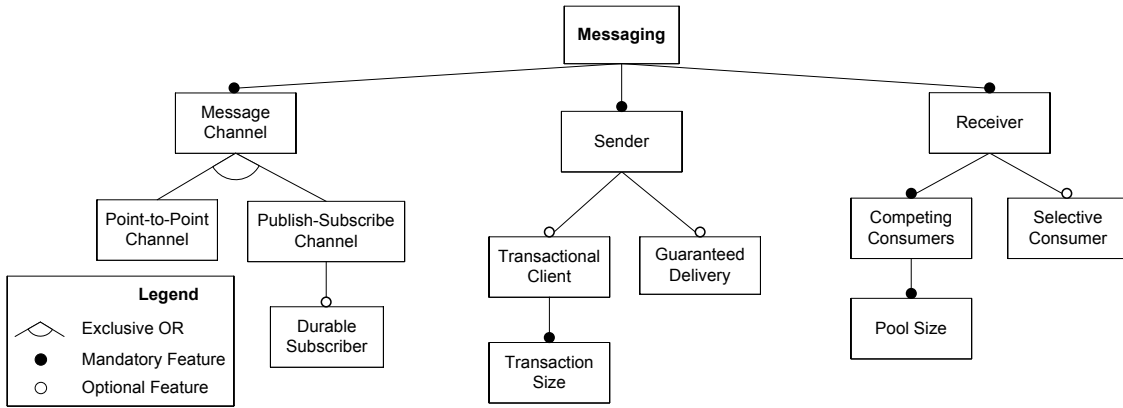 Messaging
Message
Channel
Sender
Receiver
Point-to-Point
Channel
Publish-Subscribe
Channel
Transactional
Client
Guaranteed
Delivery
Competing
Consumers
Selective
Consumer
Durable
Subscriber
Transaction
Size
Pool Size
Legend
Exclusive OR
Mandatory Feature
Optional Feature